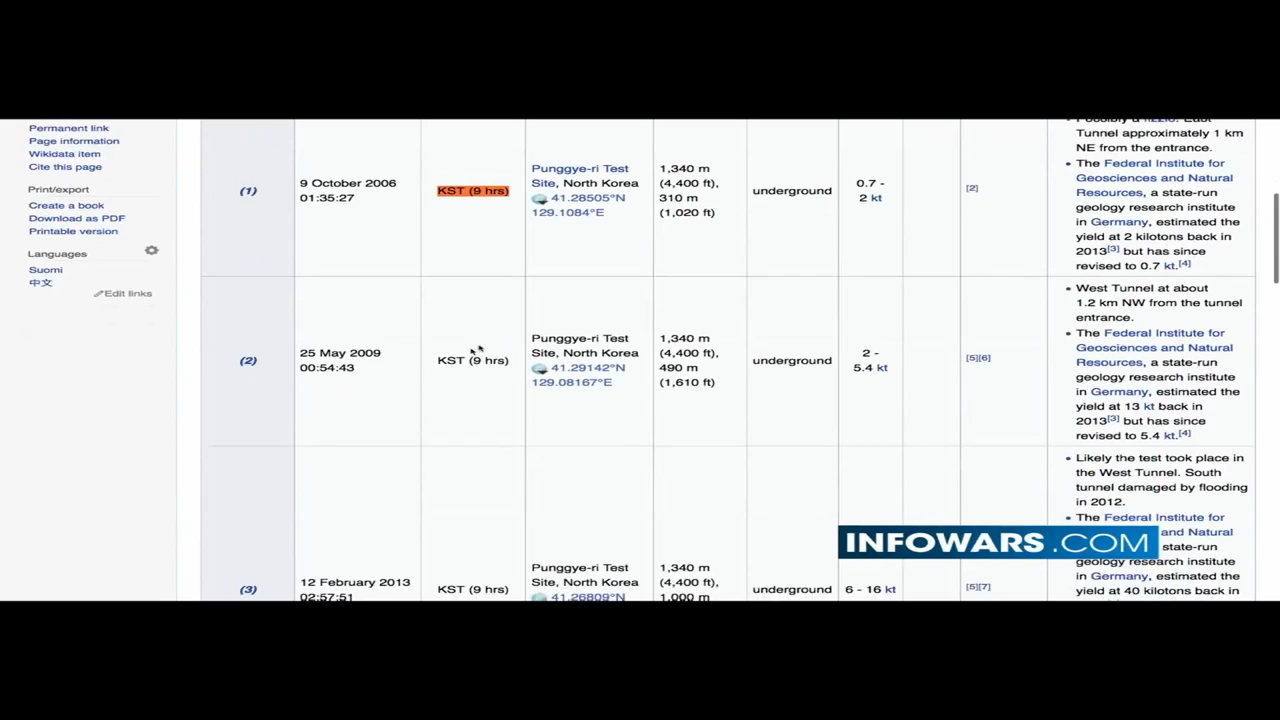 Permanent link
Page information
Wikidata item
Cite this page
Print/export
Create a book
Download as PDF
Printable version
Languages
Suomi
中文
Edit links
(1)
9 October 2006
01:35:27
KST (9 hrs)
Punggye-ri Test
Site, North Korea
41.28505°N
129.1084°E
1,340 m
(4,400 ft),
310 m
(1,020 ft)
underground
0.7 -
2 kt
[2]
Possibly a fizzle. East
Tunnel approximately 1 km
NE from the entrance.
• The Federal Institute for
Geosciences and Natural
Resources, a state-run
geology research institute
in Germany, estimated the
yield at 2 kilotons back in
2013[3] but has since
revised to 0.7 kt.[4]
(2)
25 May 2009
00:54:43
KST (9 hrs)
Punggye-ri Test
Site, North Korea
41.29142°N
129.08167°E
1,340 m
(4,400 ft),
490 m
(1,610 ft)
underground
2 -
5.4 kt
[5][6]
• West Tunnel at about
1.2 km NW from the tunnel
entrance.
• The Federal Institute for
Geosciences and Natural
Resources, a state-run
geology research institute
in Germany, estimated the
yield at 13 kt back in
2013[3] but has since
revised to 5.4 kt.[4]
(3)
12 February 2013
02:57:51
KST (9 hrs)
Punggye-ri Test
Site, North Korea
41.26809°N
1,340 m
(4,400 ft),
1,000 m
underground
6 - 16 kt
[5][7]
• Likely the test took place in
the West Tunnel. South
tunnel damaged by flooding
in 2012.
• The Federal Institute for
and Natural
state-run
geology research institute
in Germany, estimated the
yield at 40 kilotons back in
INFOWARS.COM